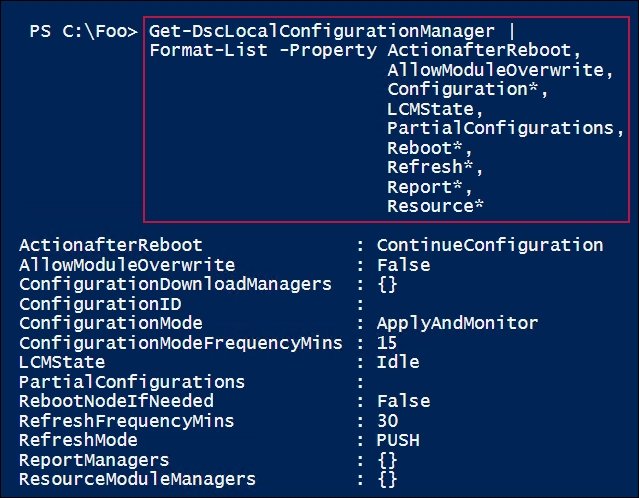 PS C:\Foo> Get-DscLocalConfigurationManager |
Format-List -Property ActionafterReboot,
AllowModuleOverwrite,
Configuration*,
LCMState,
PartialConfigurations,
Reboot*,
Refresh*,
Report*,
Resource*
ActionafterReboot : ContinueConfiguration
AllowModuleOverwrite : False
ConfigurationDownloadManagers : {}
ConfigurationID :
ConfigurationMode : ApplyAndMonitor
ConfigurationModeFrequencyMins : 15
LCMState : Idle
PartialConfigurations :
RebootNodeIfNeeded : False
RefreshFrequencyMins : 30
RefreshMode : PUSH
ReportManagers : {}
ResourceModuleManagers : {}